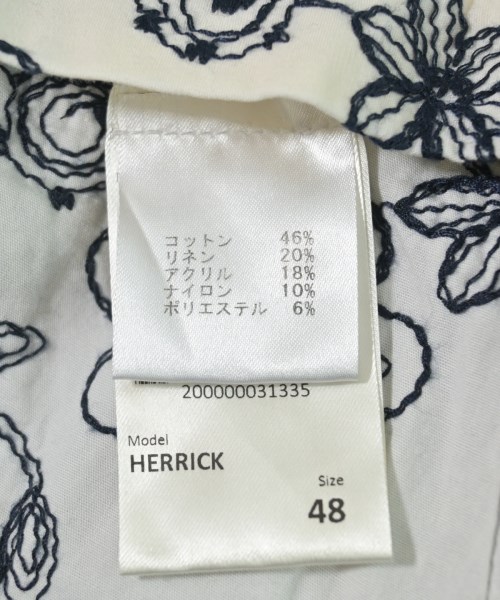 コットン 46%
リネン 20%
アクリル 18%
ナイロン 10%
ポリエステル 6%
200000031335
Model
HERRICK
Size
48